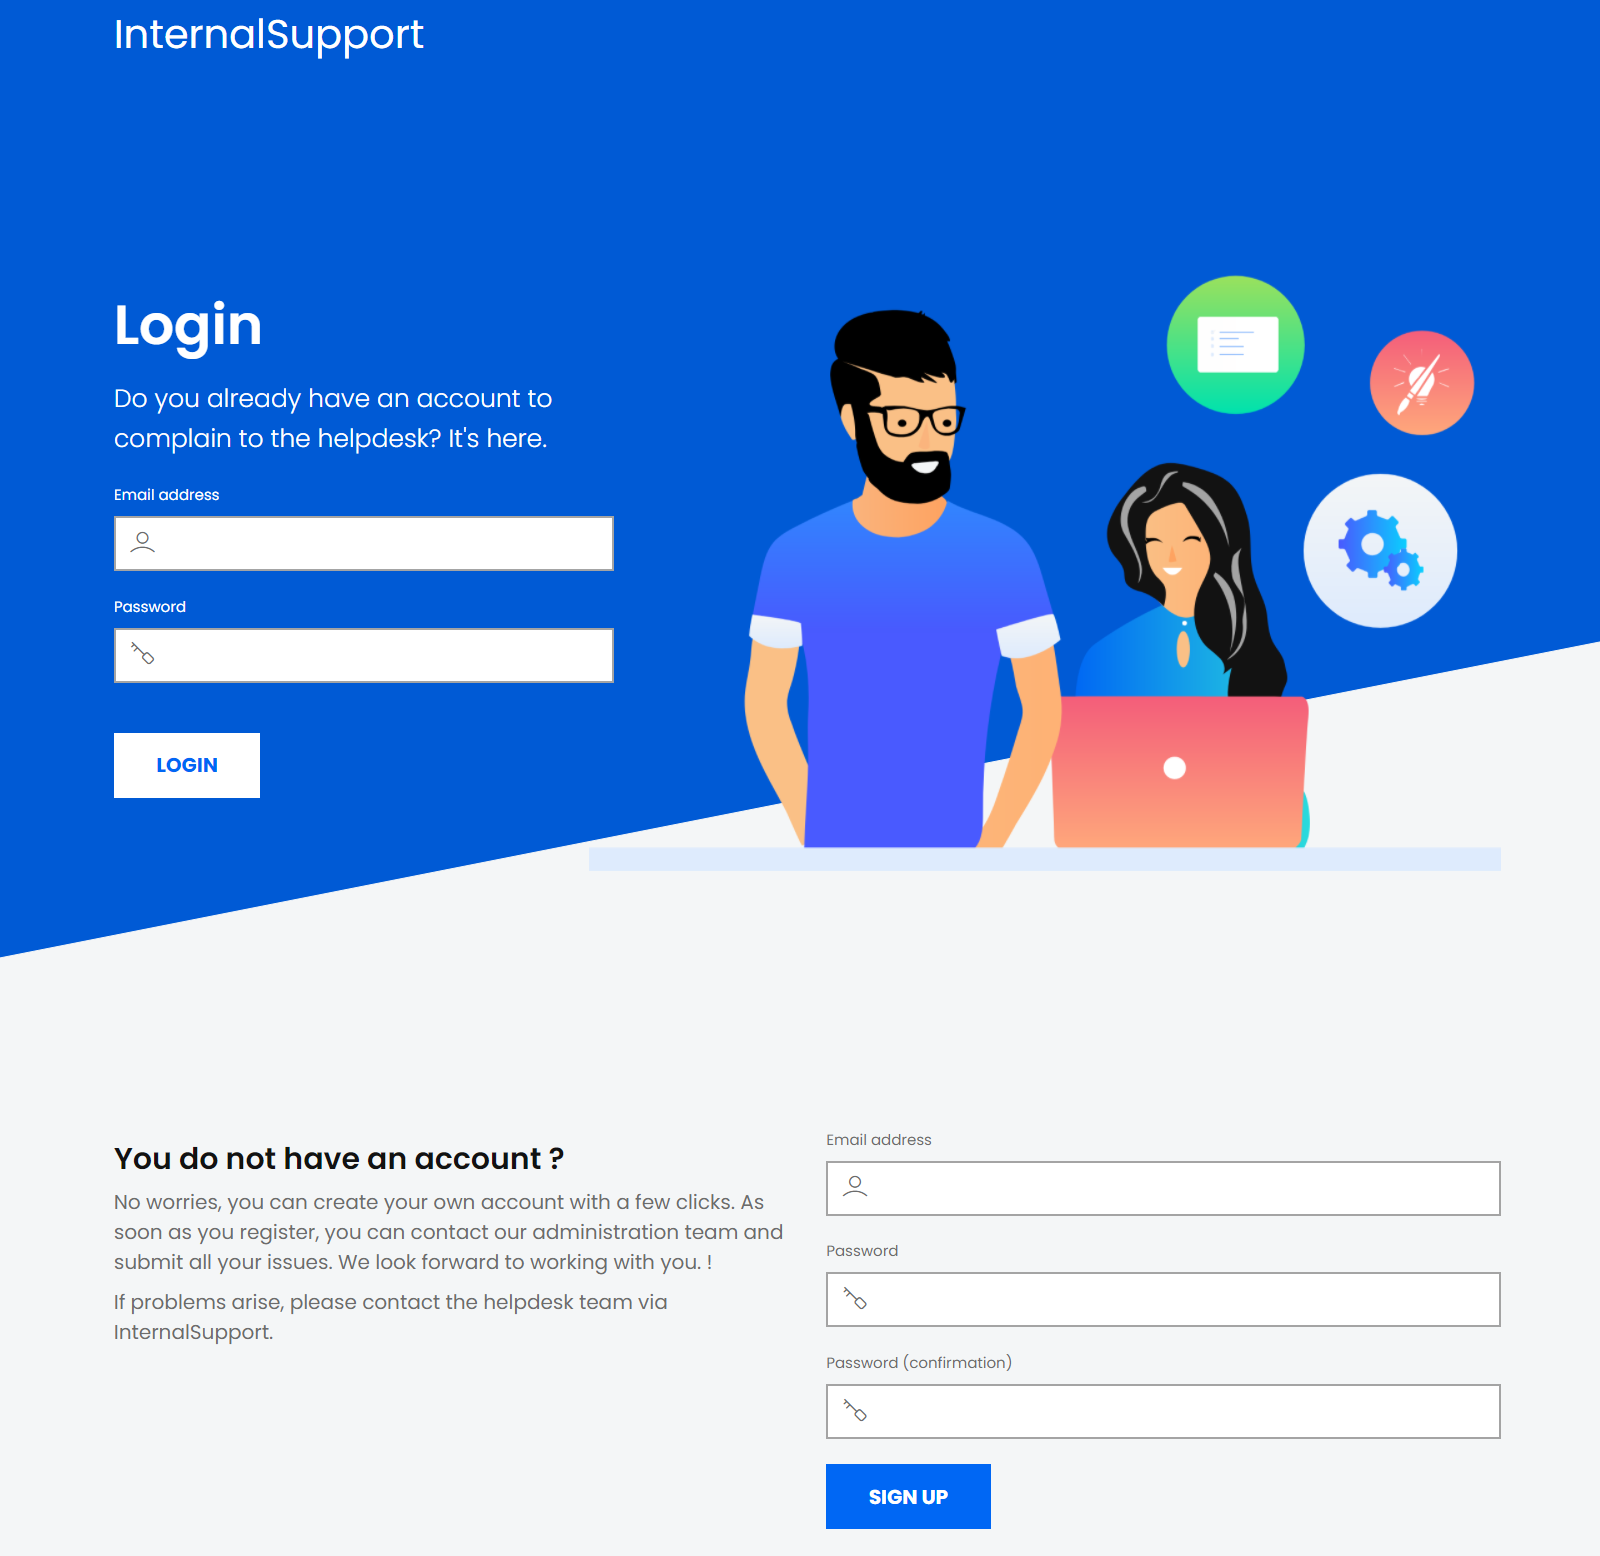 InternalSupport
Login
Do you already have an account to
complain to the helpdesk? It's here.
Email address
Password
LOGIN
You do not have an account ?
No worries, you can create your own account with a few clicks. As
soon as you register, you can contact our administration team and
submit all your issues. We look forward to working with you. !
If problems arise, please contact the helpdesk team via
InternalSupport.
Email address
Password
Password (confirmation)
SIGN UP